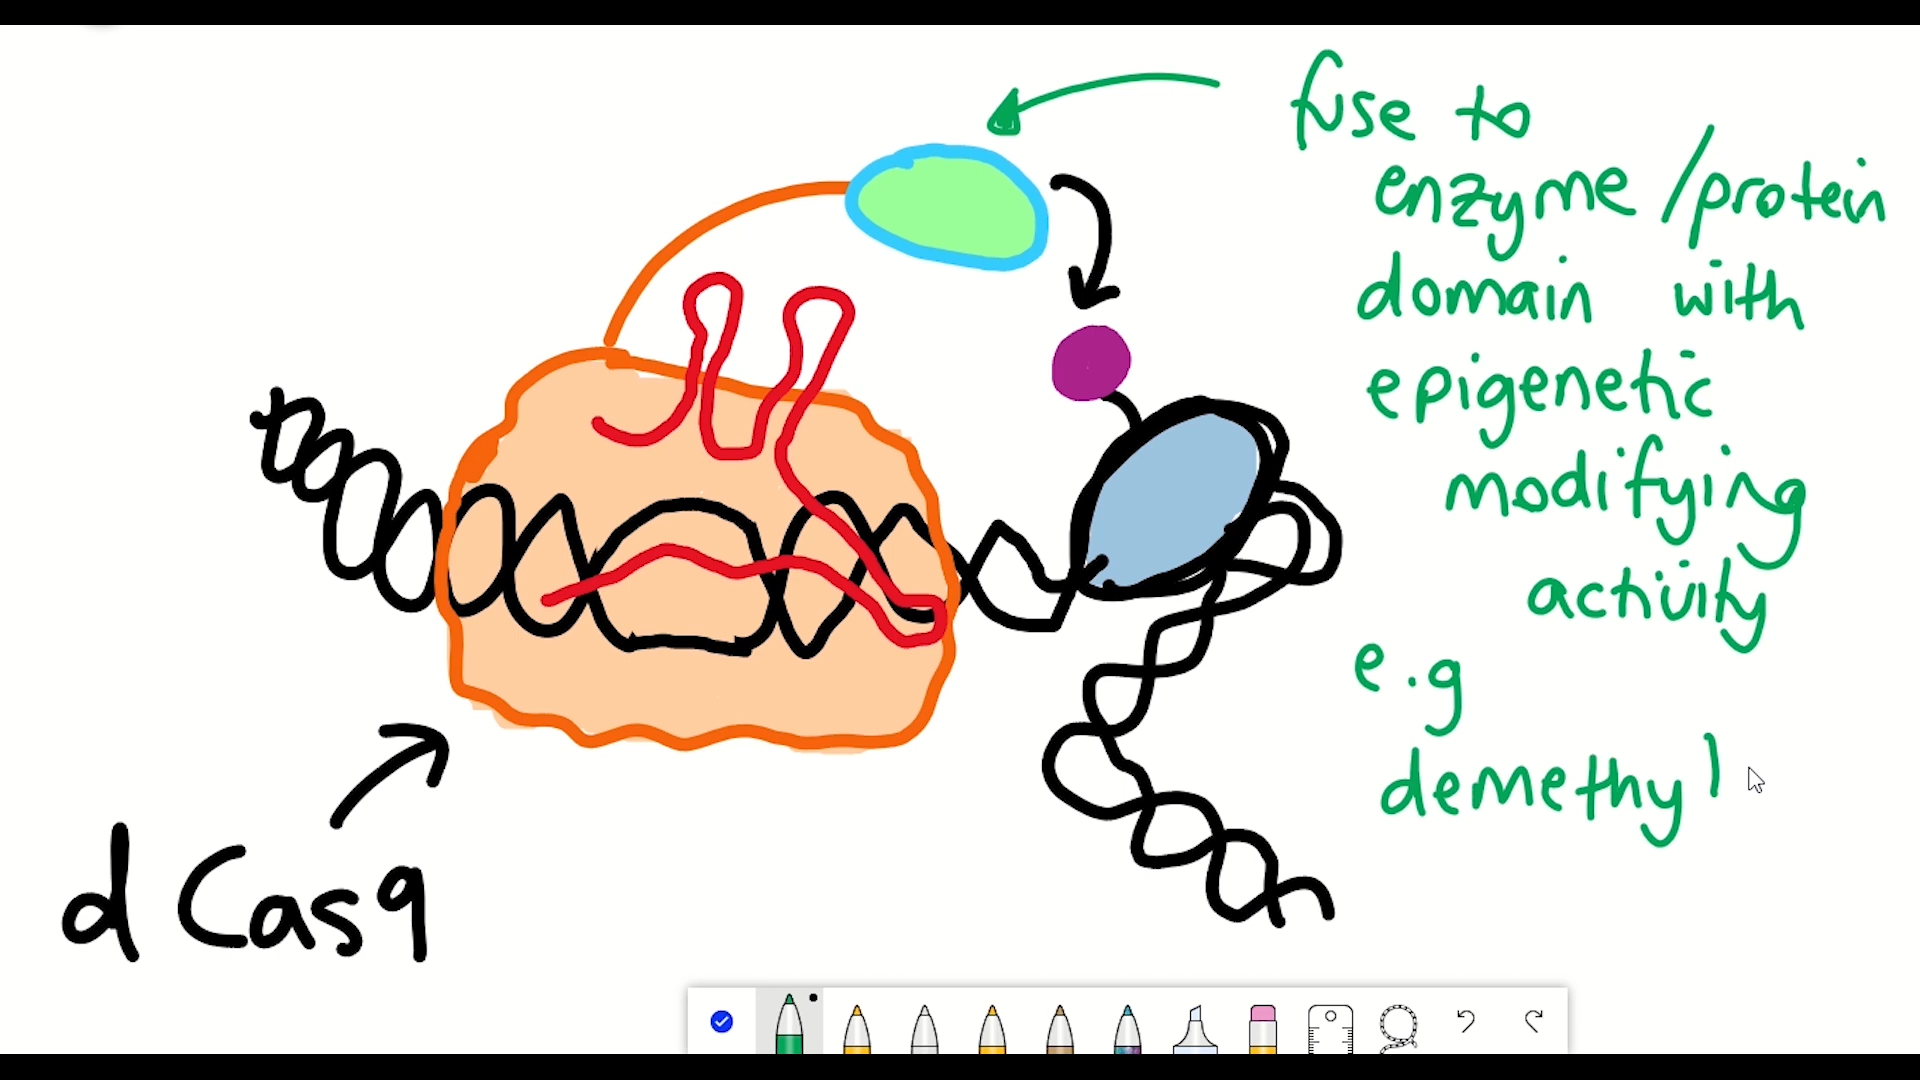 fuse to
enzyme/protein
domain with
epigenetic
modifying
activity
e.g
demethyl
dCas9